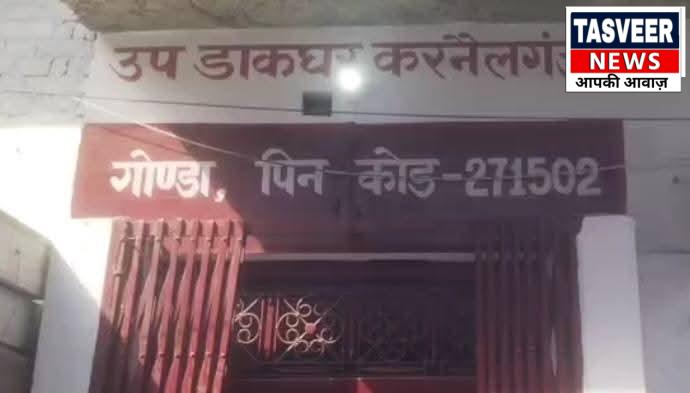 उप डाकघर करनैलगंज
गोण्डा, पिन कोड-271502
TASVEER
NEWS
आपकी आवाज़